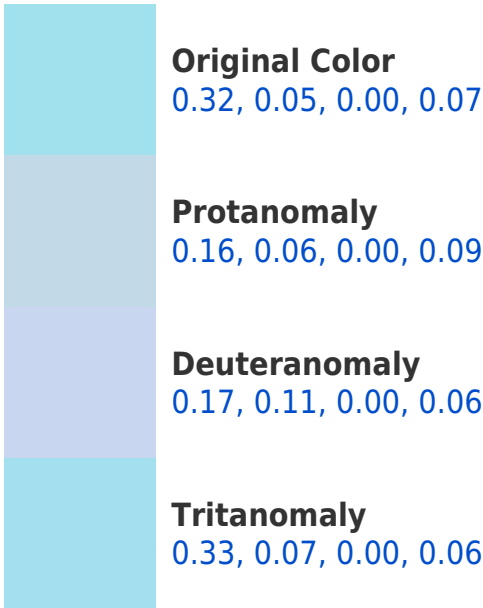 Original Color
0.32, 0.05, 0.00, 0.07
Protanomaly
0.16, 0.06, 0.00, 0.09
Deuteranomaly
0.17, 0.11, 0.00, 0.06
Tritanomaly
0.33, 0.07, 0.00, 0.06